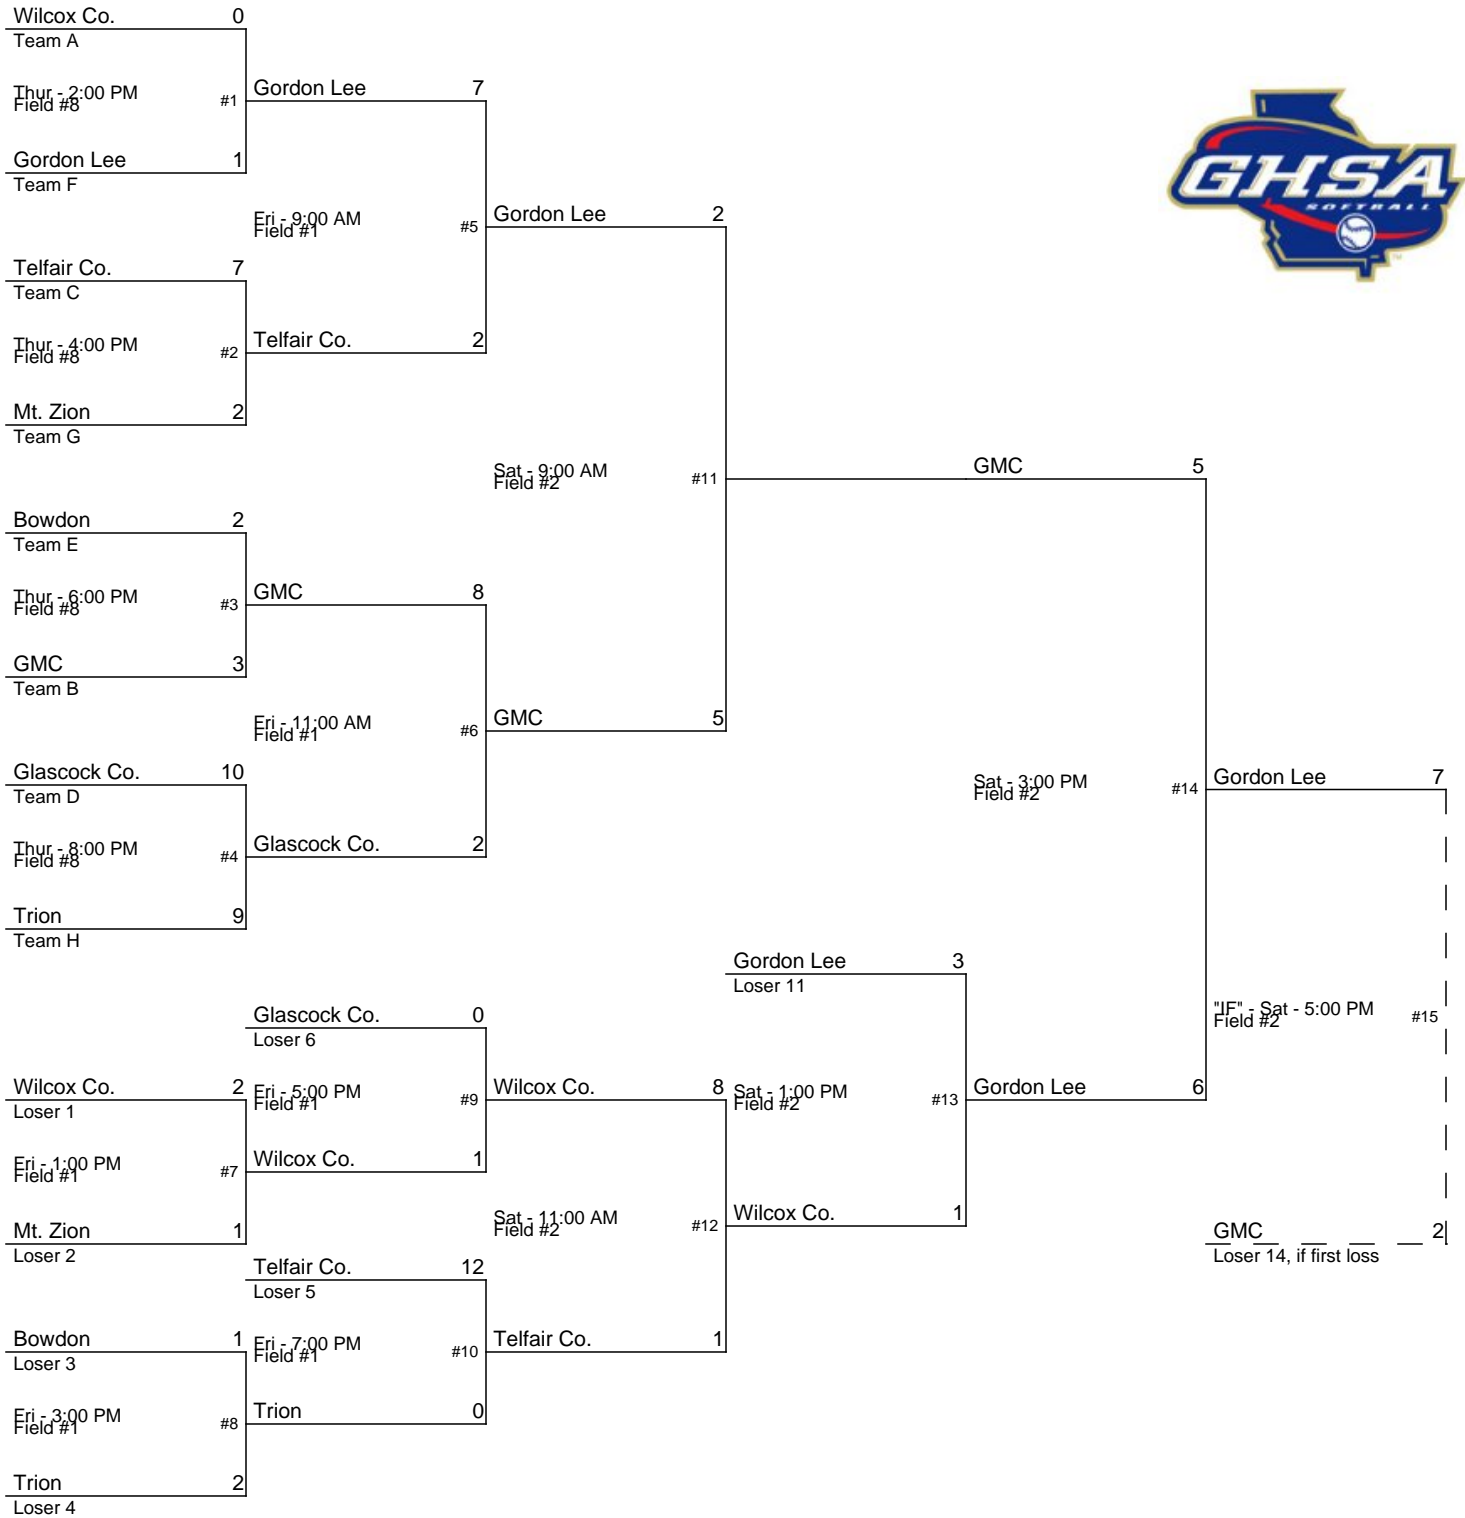 Wilcox Co. 0
Team A
Thur - 2:00 PM
Field #8
#1
Gordon Lee 1
Team F
Gordon Lee 7
Fri - 9:00 AM
Field #1
#5
Telfair Co. 7
Team C
Thur - 4:00 PM
Field #8
#2
Mt. Zion 2
Team G
Telfair Co. 2
Gordon Lee 2
Sat - 9:00 AM
Field #2
#11
Bowdon 2
Team E
Thur - 6:00 PM
Field #8
#3
GMC 3
Team B
GMC 8
Fri - 11:00 AM
Field #1
#6
GMC 5
Glascock Co. 10
Team D
Thur - 8:00 PM
Field #8
#4
Trion 9
Team H
Glascock Co. 2
GMC 5
Sat - 3:00 PM
Field #2
#14
Gordon Lee 7
GHSA
SOFTBALL
TM
Glascock Co. 0
Loser 6
Wilcox Co. 2
Loser 1
Fri - 1:00 PM
Field #1
#7
Mt. Zion 1
Loser 2
Fri - 5:00 PM
Field #1
#9
Wilcox Co. 1
Wilcox Co. 8
Sat - 11:00 AM
Field #2
#12
Telfair Co. 12
Loser 5
Bowdon 1
Loser 3
Fri - 3:00 PM
Field #1
#8
Trion 2
Loser 4
Fri - 7:00 PM
Field #1
#10
Trion 0
Telfair Co. 1
Gordon Lee 3
Loser 11
Sat - 1:00 PM
Field #2
#13
Wilcox Co. 1
Gordon Lee 6
"IF" - Sat - 5:00 PM
Field #2
#15
GMC 2
Loser 14, if first loss